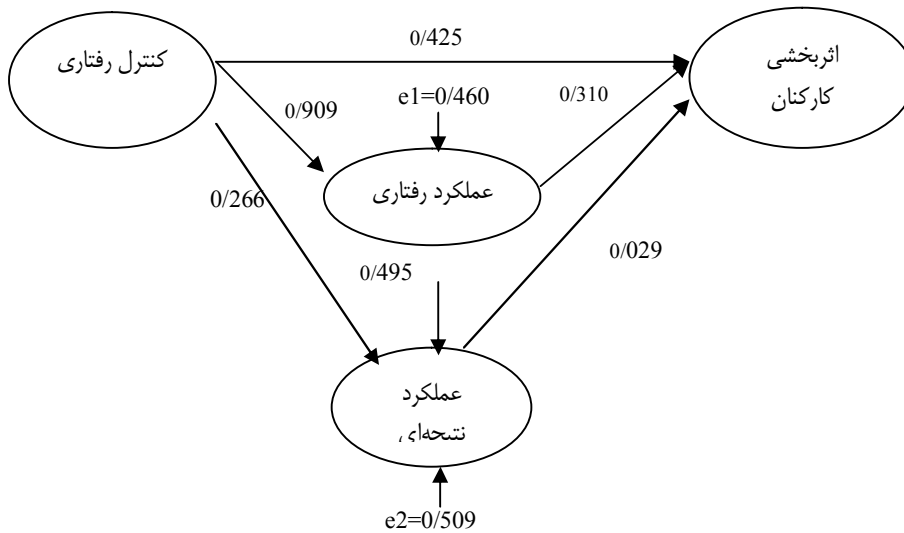 کنترل رفتاری
0/425
اثربخشی
کارکنان
e1=0/460
0/310
0/909
عملکرد رفتاری
0/266
0/029
0/495
عملکرد
نتیجه‌ای
e2=0/509